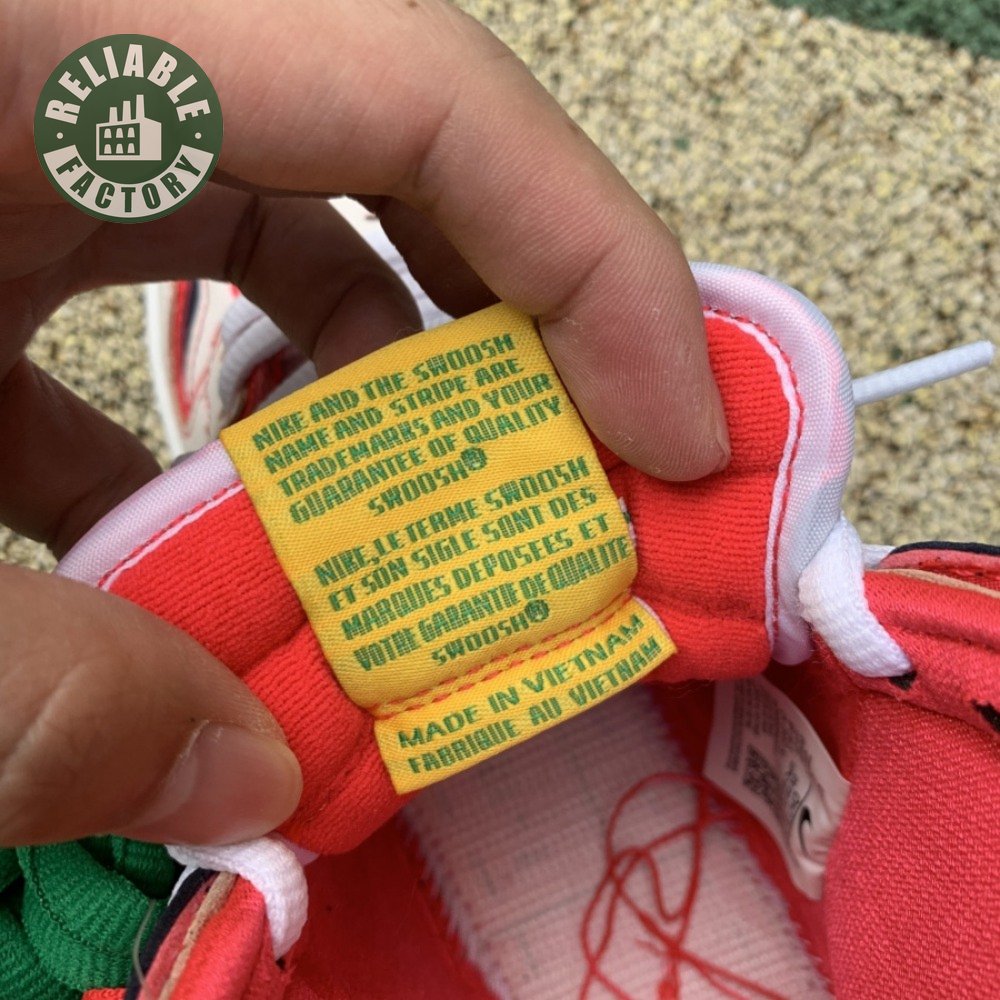 RELIABLE
FACTORY
NIKE AND THE SWOOSH
NAME AND STRIPE ARE
TRADEMARKS AND YOUR
GUARANTEE OF QUALITY
SWOOSH®
NIKE, LE TERME SWOOSH
ET SON SIGLE SONT DES
MARQUES DEPOSEES ET
VOTRE GARANTIE DE QUALITE
SWOOSH®
MADE IN VIETNAM
FABRIQUE AU VIETNAM